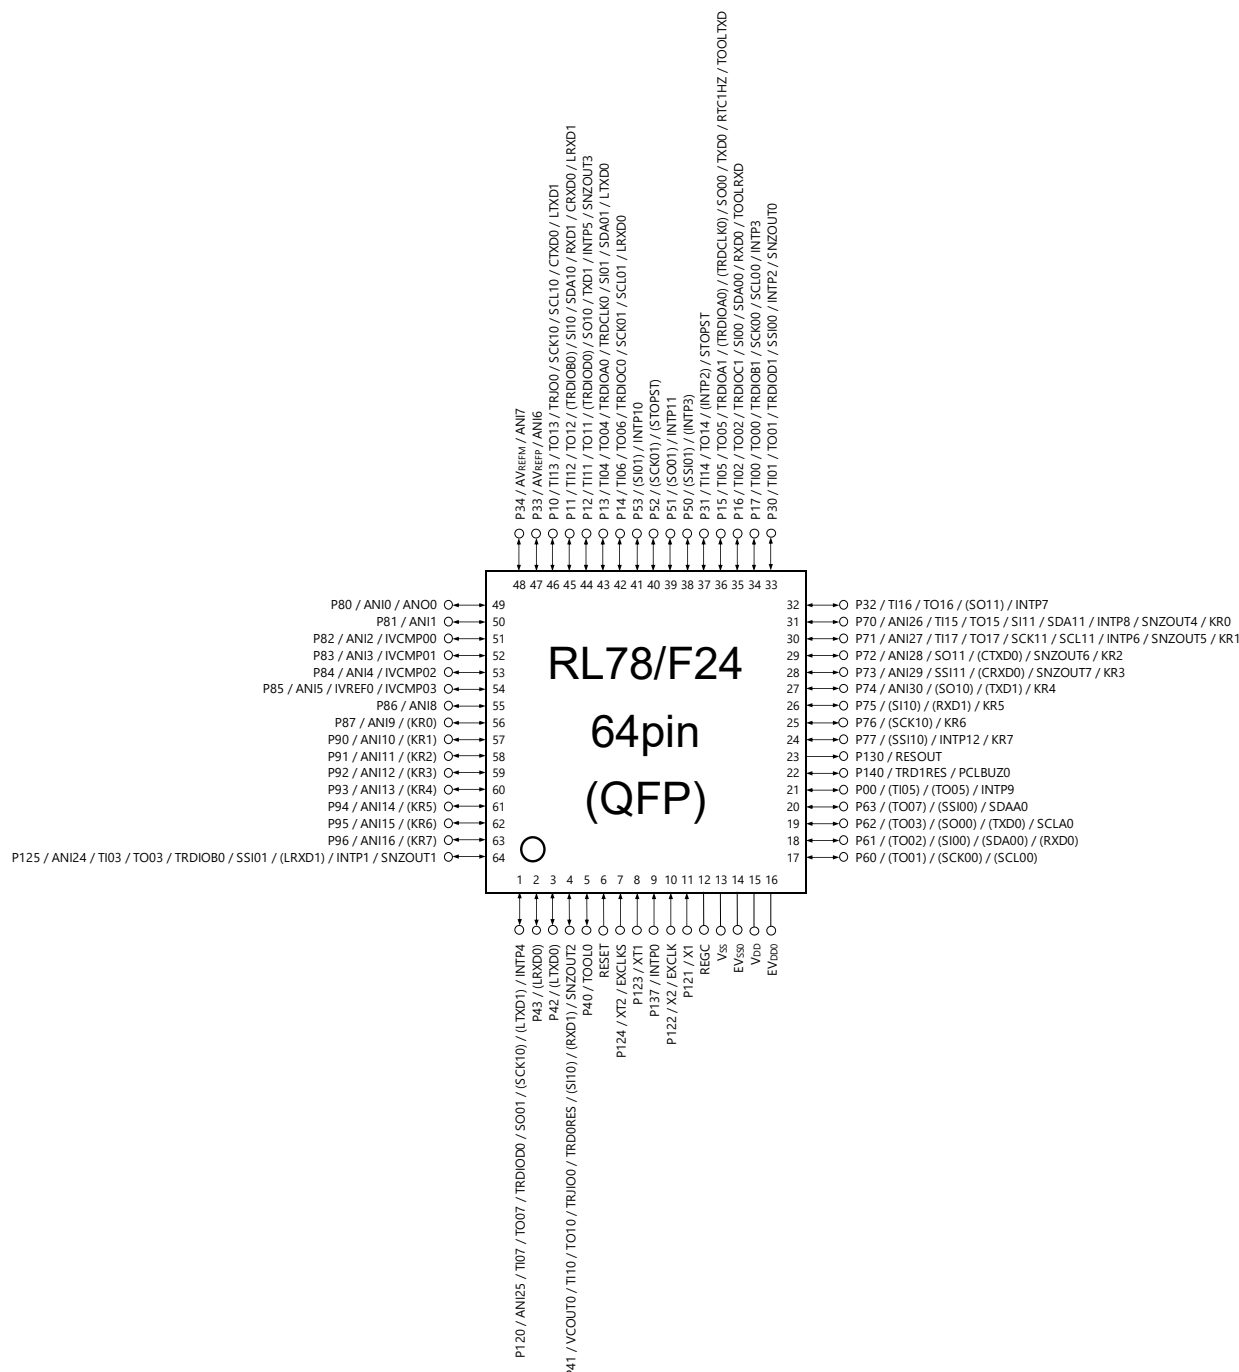 P34 / AVREFM / ANI7
P33 / AVREFP / ANI6
P10 / TI13 / TO13 / TRJO0 / SCK10 / SCL10 / CTXD0 / LTXD1
P11 / TI12 / TO12 / (TRDIOB0) / SI10 / SDA10 / RXD1 / CRXD0 / LRXD1
P12 / TI11 / TO11 / (TRDIOD0) / SO10 / TXD1 / INTP5 / SNZOUT3
P13 / TI04 / TO04 / TRDIOA0 / TRDCLK0 / SI01 / SDA01 / LTXD0
P14 / TI06 / TO06 / TRDIOC0 / SCK01 / SCL01 / LRXD0
P53 / (SI01) / INTP10
P52 / (SCK01) / (STOPST)
P51 / (SO01) / INTP11
P50 / (SSI01) / (INTP3)
P31 / TI14 / TO14 / (INTP2) / STOPST
P15 / TI05 / TO05 / TRDIOA1 / (TRDIOA0) / (TRDCLK0) / SO00 / TXD0 / RTC1HZ / TOOLTXD
P16 / TI02 / TO02 / TRDIOC1 / SI00 / SDA00 / RXD0 / TOOLRXD
P17 / TI00 / TO00 / TRDIOB1 / SCK00 / SCL00 / INTP3
P30 / TI01 / TO01 / TRDIOD1 / SSI00 / INTP2 / SNZOUT0
48 47 46 45 44 43 42 41 40 39 38 37 36 35 34 33
P80 / ANI0 / ANO0 49
P81 / ANI1 50
P82 / ANI2 / IVCMP00 51
P83 / ANI3 / IVCMP01 52
P84 / ANI4 / IVCMP02 53
P85 / ANI5 / IVREF0 / IVCMP03 54
P86 / ANI8 55
P87 / ANI9 / (KR0) 56
P90 / ANI10 / (KR1) 57
P91 / ANI11 / (KR2) 58
P92 / ANI12 / (KR3) 59
P93 / ANI13 / (KR4) 60
P94 / ANI14 / (KR5) 61
P95 / ANI15 / (KR6) 62
P96 / ANI16 / (KR7) 63
P125 / ANI24 / TI03 / TO03 / TRDIOB0 / SSI01 / (LRXD1) / INTP1 / SNZOUT1 64
RL78/F24
64pin
(QFP)
32 P32 / TI16 / TO16 / (SO11) / INTP7
31 P70 / ANI26 / TI15 / TO15 / SI11 / SDA11 / INTP8 / SNZOUT4 / KR0
30 P71 / ANI27 / TI17 / TO17 / SCK11 / SCL11 / INTP6 / SNZOUT5 / KR1
29 P72 / ANI28 / SO11 / (CTXD0) / SNZOUT6 / KR2
28 P73 / ANI29 / SSI11 / (CRXD0) / SNZOUT7 / KR3
27 P74 / ANI30 / (SO10) / (TXD1) / KR4
26 P75 / (SI10) / (RXD1) / KR5
25 P76 / (SCK10) / KR6
24 P77 / (SSI10) / INTP12 / KR7
23 P130 / RESOUT
22 P140 / TRD1RES / PCLBUZ0
21 P00 / (TI05) / (TO05) / INTP9
20 P63 / (TO07) / (SSI00) / SDAA0
19 P62 / (TO03) / (SO00) / (TXD0) / SCLA0
18 P61 / (TO02) / (SI00) / (SDA00) / (RXD0)
17 P60 / (TO01) / (SCK00) / (SCL00)
1 2 3 4 5 6 7 8 9 10 11 12 13 14 15 16
P120 / ANI25 / TI07 / TO07 / TRDIOD0 / SO01 / (SCK10) / (LTXD1) / INTP4
P43 / (LRXD0)
P42 / (LTXD0)
P41 / VCOUT0 / TI10 / TO10 / TRJIO0 / TRD0RES / (SI10) / (RXD1) / SNZOUT2
P40 / TOOL0
RESET
P124 / XT2 / EXCLKS
P123 / XT1
P137 / INTP0
P122 / X2 / EXCLK
P121 / X1
REGC
VSS
EVSS0
VDD
EVDD0